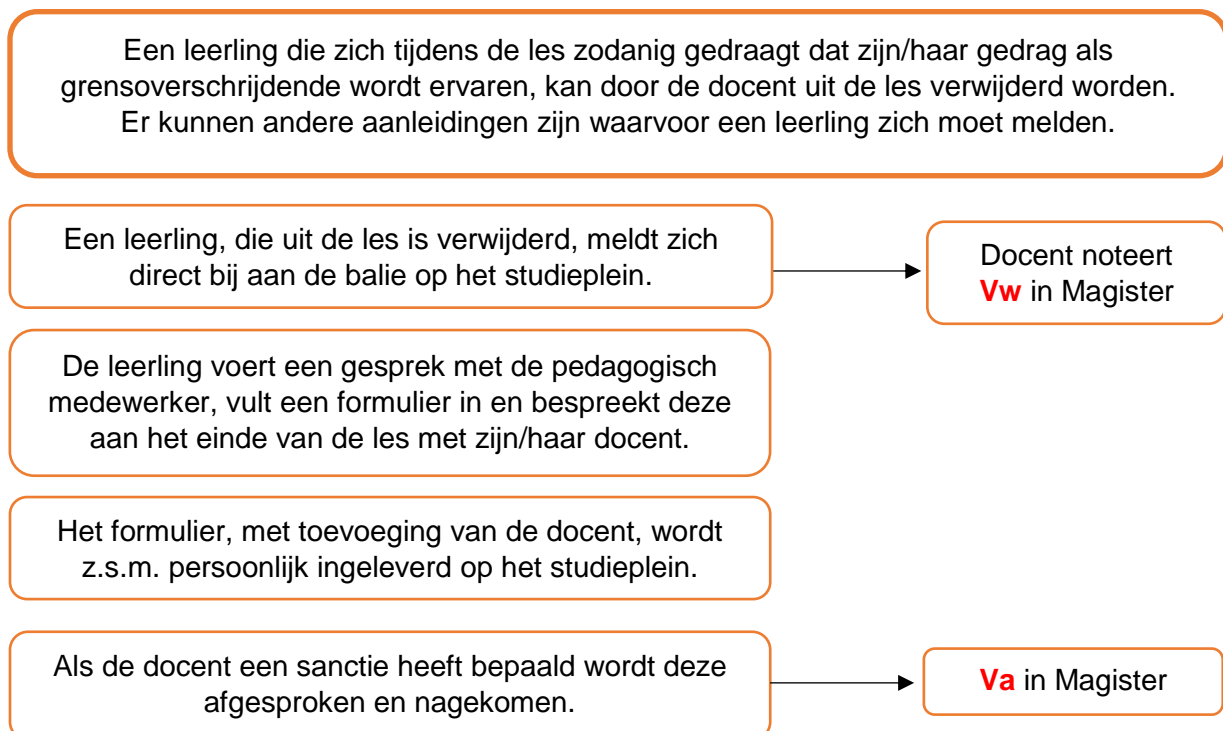 Een leerling die zich tijdens de les zodanig gedraagt dat zijn/haar gedrag als
grensoverschrijdende wordt ervaren, kan door de docent uit de les verwijderd worden.
Er kunnen andere aanleidingen zijn waarvoor een leerling zich moet melden.
Een leerling, die uit de les is verwijderd, meldt zich
direct bij aan de balie op het studieplein.
Docent noteert
Vw in Magister
De leerling voert een gesprek met de pedagogisch
medewerker, vult een formulier in en bespreekt deze
aan het einde van de les met zijn/haar docent.
Het formulier, met toevoeging van de docent, wordt
z.s.m. persoonlijk ingeleverd op het studieplein.
Als de docent een sanctie heeft bepaald wordt deze
afgesproken en nagekomen.
Va in Magister